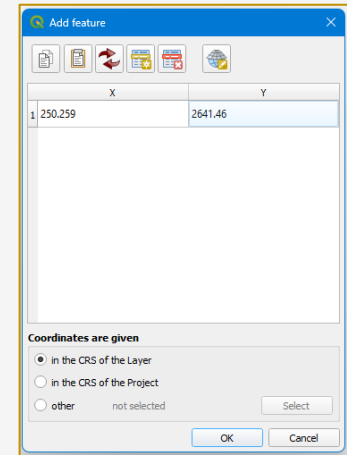 Add feature
X Y
1 250.259 2641.46
Coordinates are given
in the CRS of the Layer
in the CRS of the Project
other not selected Select
OK Cancel